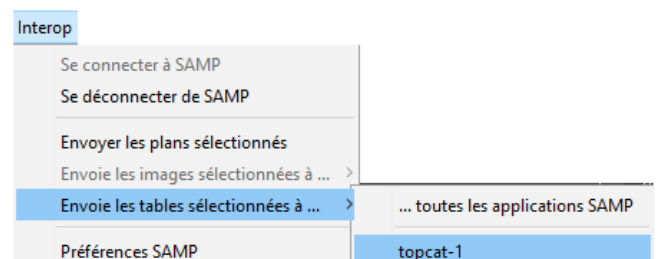 Interop
Se connecter à SAMP
Se déconnecter de SAMP
Envoyer les plans sélectionnés
Envoie les images sélectionnées à ...
Envoie les tables sélectionnées à ...
... toutes les applications SAMP
Préférences SAMP
topcat-1